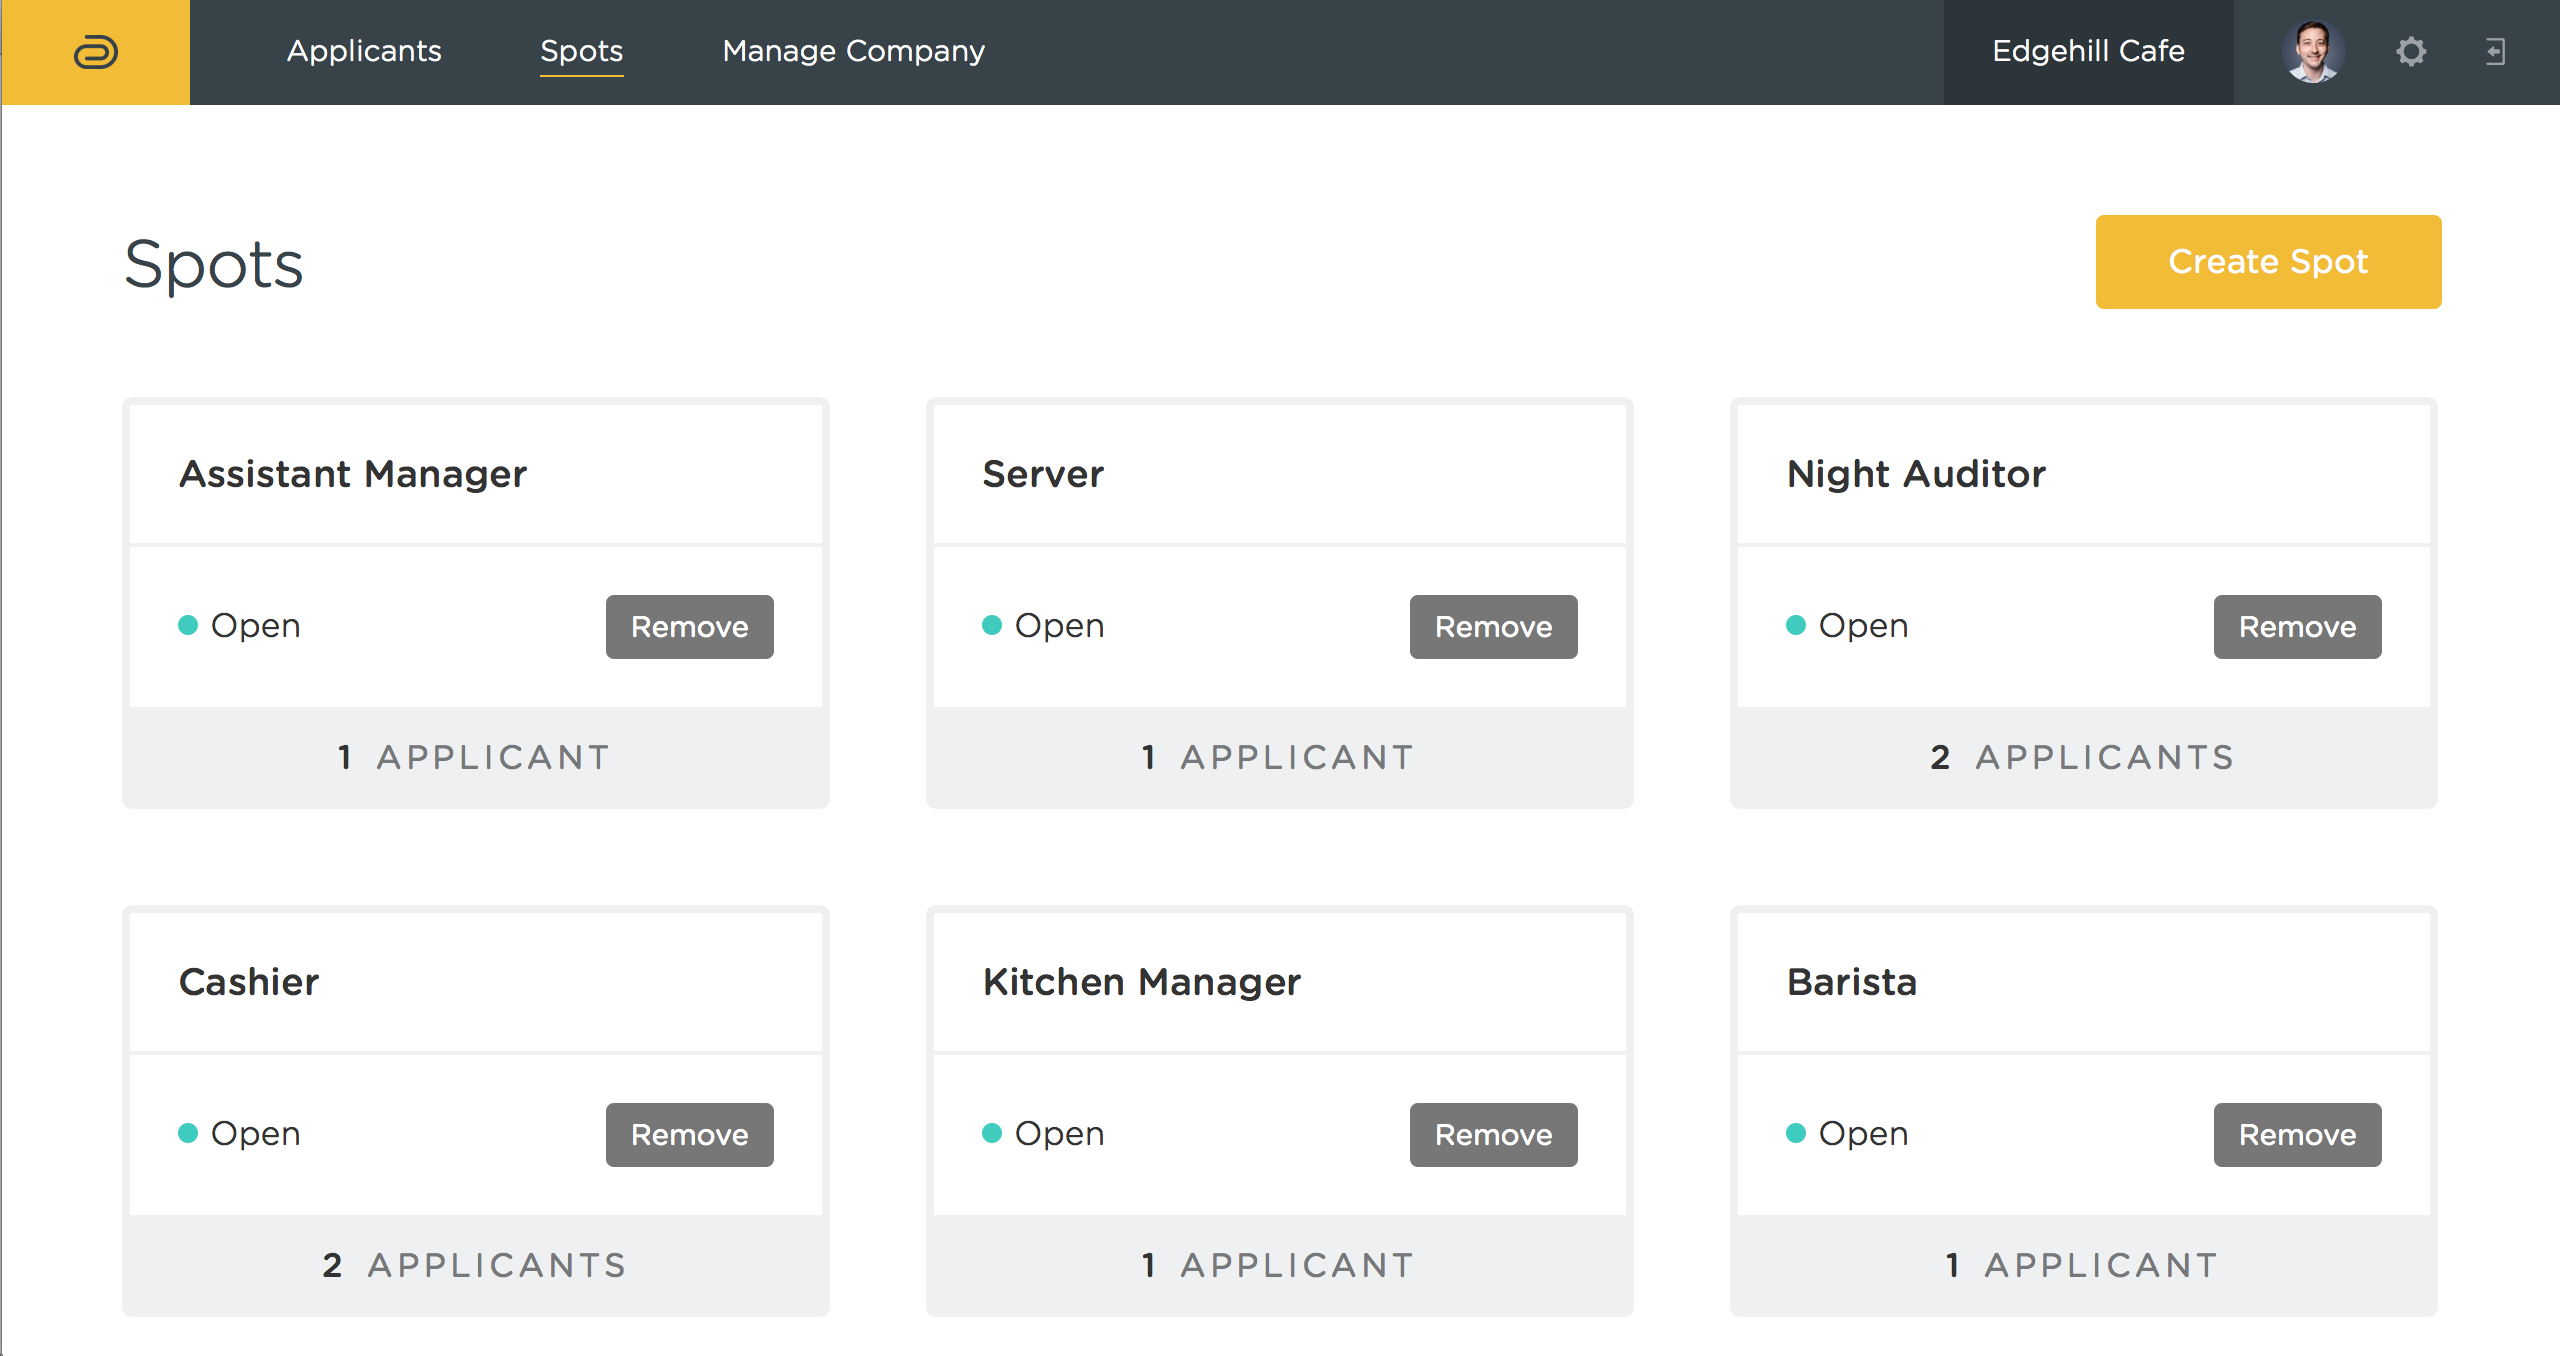 Applicants Spots Manage Company Edgehill Cafe
Spots
Create Spot
Assistant Manager
Open
Remove
1 APPLICANT
Server
Open
Remove
1 APPLICANT
Night Auditor
Open
Remove
2 APPLICANTS
Cashier
Open
Remove
2 APPLICANTS
Kitchen Manager
Open
Remove
1 APPLICANT
Barista
Open
Remove
1 APPLICANT